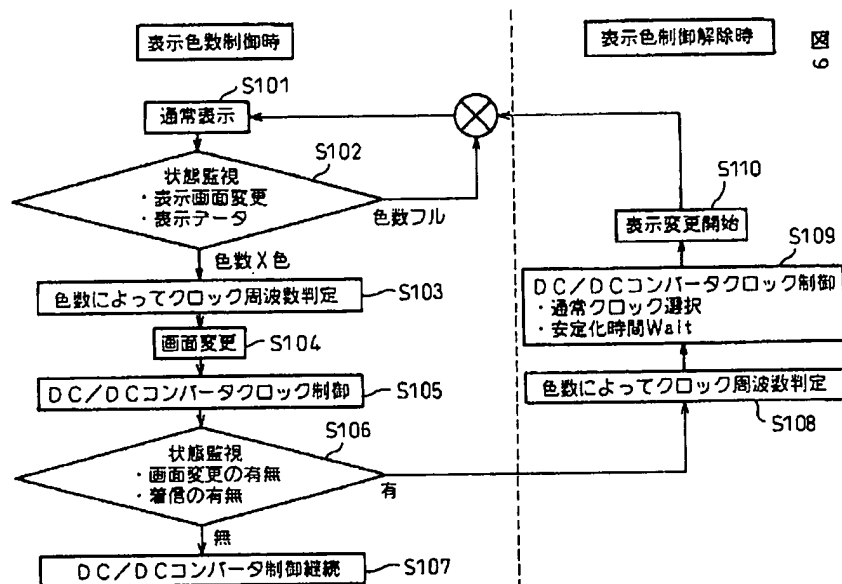 表示色数制御時
S101
通常表示
S102
状態監視
・表示画面変更
・表示データ
色数フル
色数X色
色数によってクロック周波数判定
S103
画面変更
S104
DC/DCコンバータクロック制御
S105
S106
状態監視
・画面変更の有無
・着信の有無
有
無
DC/DCコンバータ制御継続
S107
表示色制御解除時
図6
S110
表示変更開始
S109
DC/DCコンバータクロック制御
・通常クロック選択
・安定化時間Wait
色数によってクロック周波数判定
S108